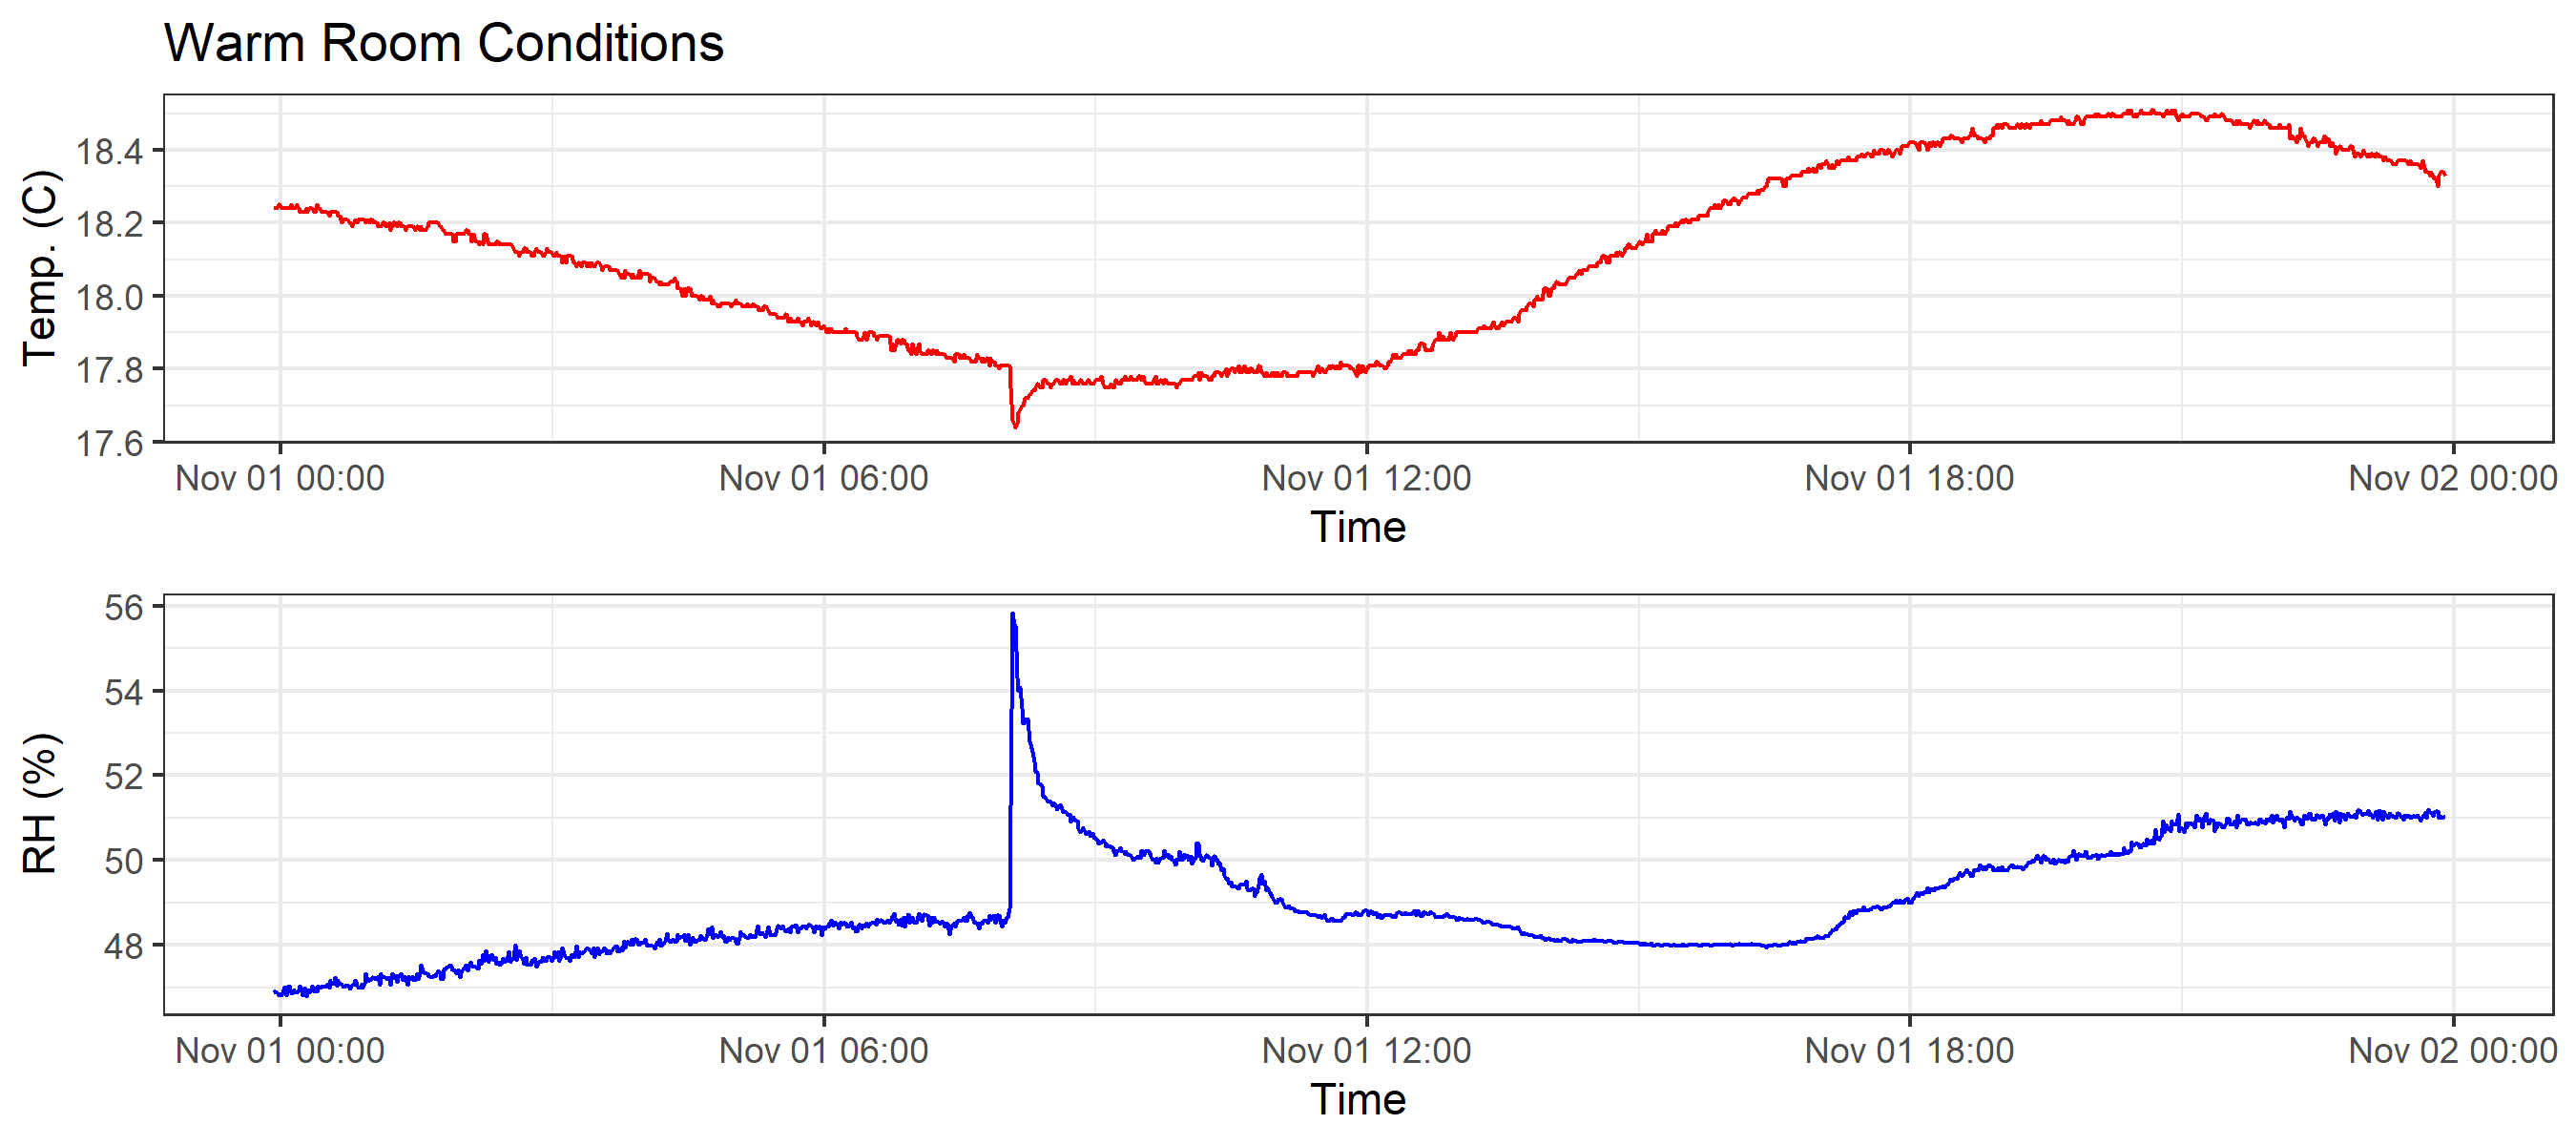 Warm Room Conditions
Temp. (C)
18.4
18.2
18.0
17.8
17.6
Nov 01 00:00 Nov 01 06:00 Nov 01 12:00 Nov 01 18:00 Nov 02 00:00
Time
RH (%)
56
54
52
50
48
Nov 01 00:00 Nov 01 06:00 Nov 01 12:00 Nov 01 18:00 Nov 02 00:00
Time